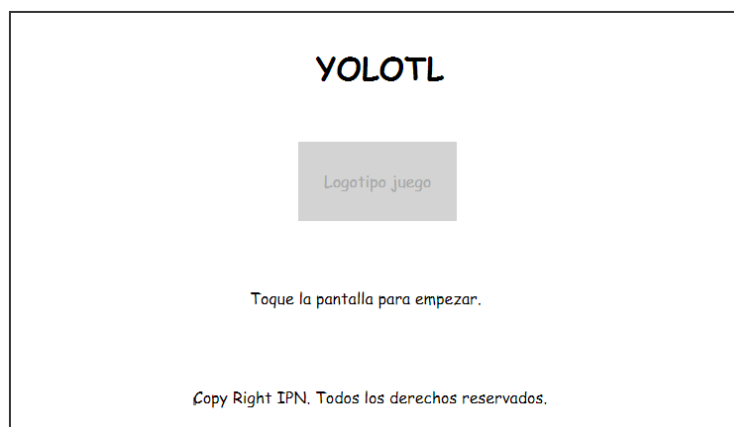 YOLOTL
Logotipo juego
Toque la pantalla para empezar.
Copy Right IPN. Todos los derechos reservados.